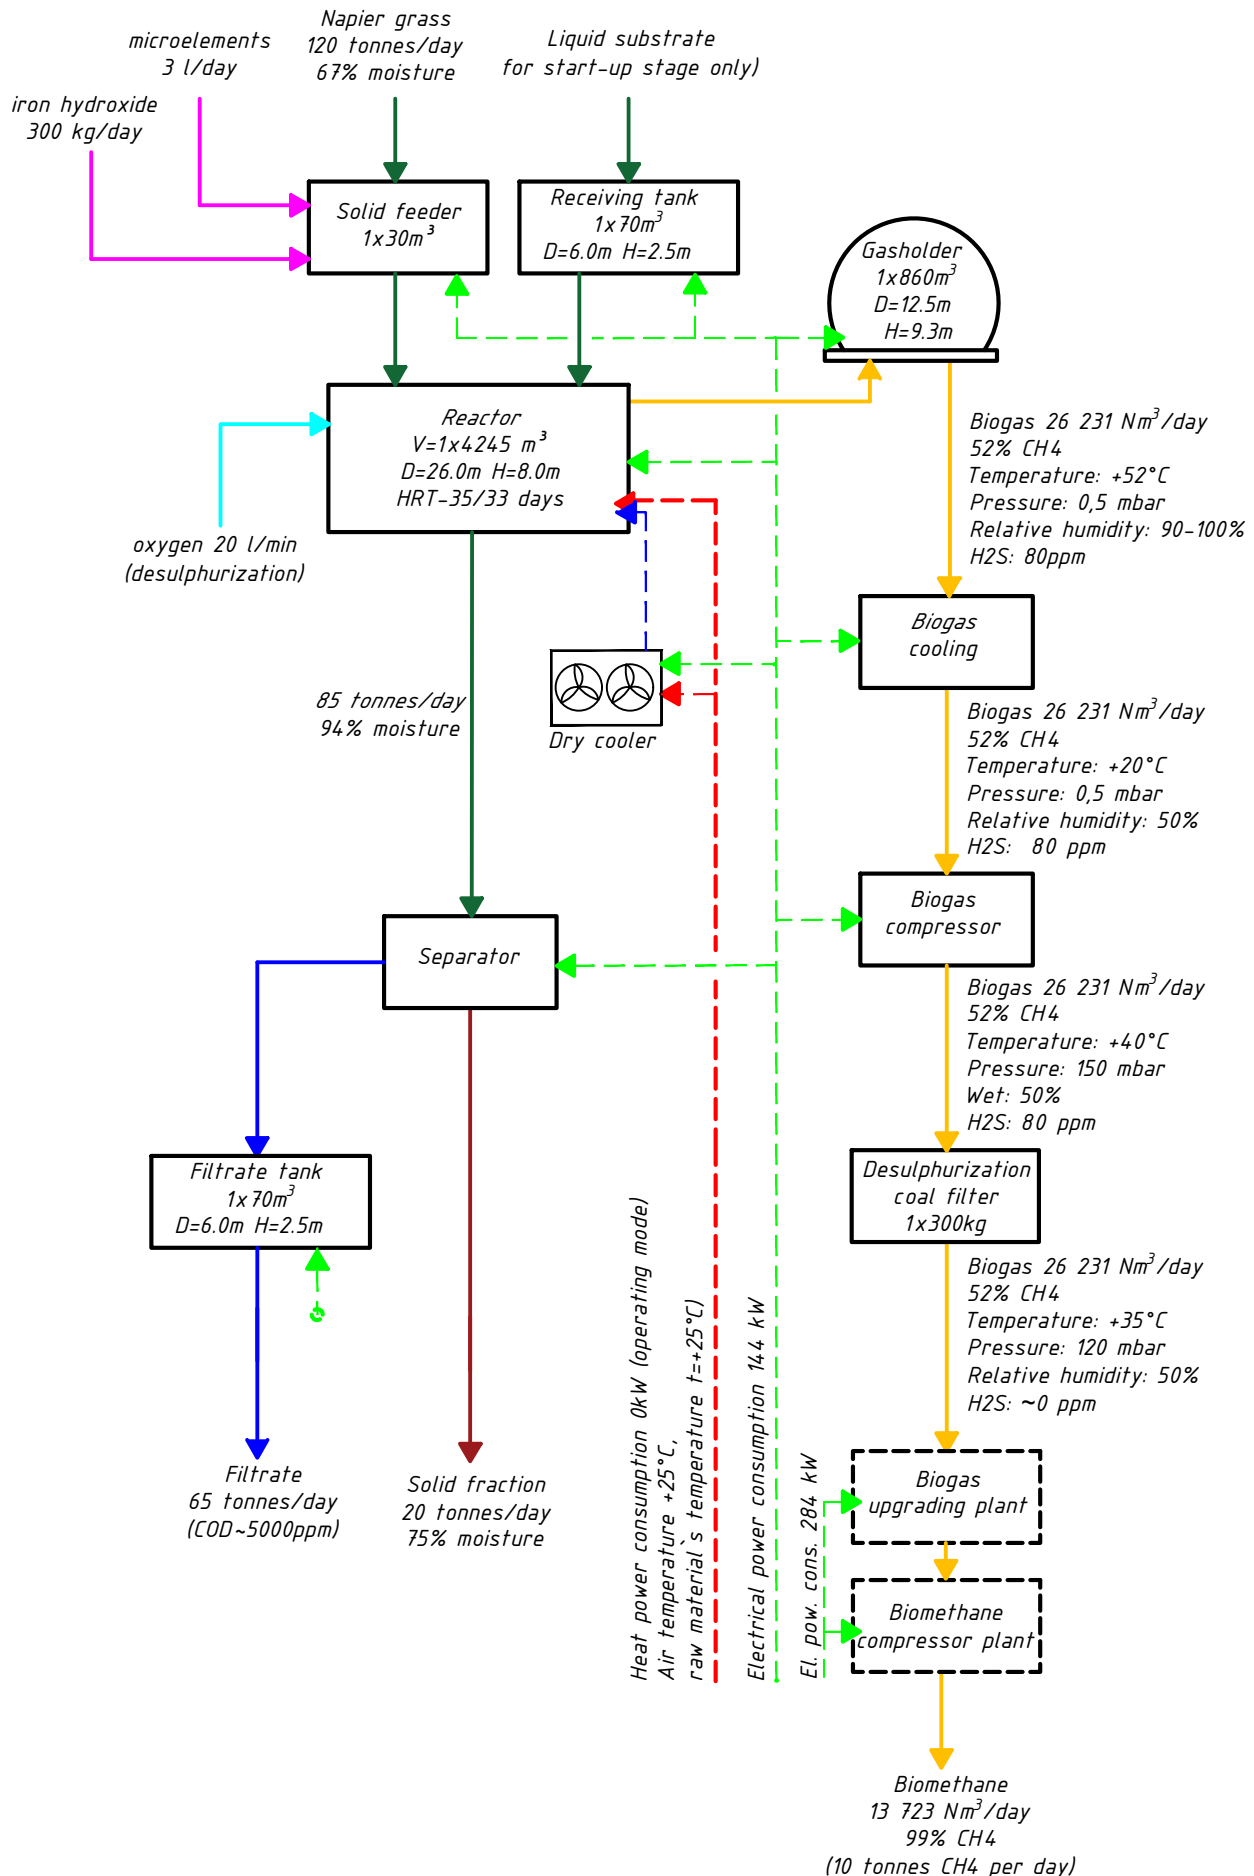 microelements
3 l/day
Napier grass
120 tonnes/day
67% moisture
Liquid substrate
for start-up stage only)
iron hydroxide
300 kg/day
Solid feeder
1x30m³
Receiving tank
1x70m³
D=6.0m H=2.5m
Gasholder
1x860m³
D=12.5m
H=9.3m
Reactor
V=1x4245 m³
D=26.0m H=8.0m
HRT-35/33 days
oxygen 20 l/min
(desulphurization)
Biogas 26 231 Nm³/day
52% CH4
Temperature: +52°C
Pressure: 0,5 mbar
Relative humidity: 90-100%
H2S: 80ppm
Biogas
cooling
85 tonnes/day
94% moisture
Dry cooler
Biogas 26 231 Nm³/day
52% CH4
Temperature: +20°C
Pressure: 0,5 mbar
Relative humidity: 50%
H2S: 80 ppm
Biogas
compressor
Separator
Biogas 26 231 Nm³/day
52% CH4
Temperature: +40°C
Pressure: 150 mbar
Wet: 50%
H2S: 80 ppm
Filtrate tank
1x70m³
D=6.0m H=2.5m
Desulphurization
coal filter
1x300kg
Biogas 26 231 Nm³/day
52% CH4
Temperature: +35°C
Pressure: 120 mbar
Relative humidity: 50%
H2S: ~0 ppm
Heat power consumption 0kW (operating mode)
Air temperature +25°C,
raw material`s temperature t=+25°C)
Electrical power consumption 144 kW
El. pow. cons. 284 kW
Filtrate
65 tonnes/day
(COD~5000ppm)
Solid fraction
20 tonnes/day
75% moisture
Biogas
upgrading plant
Biomethane
compressor plant
Biomethane
13 723 Nm³/day
99% CH4
(10 tonnes CH4 per day)